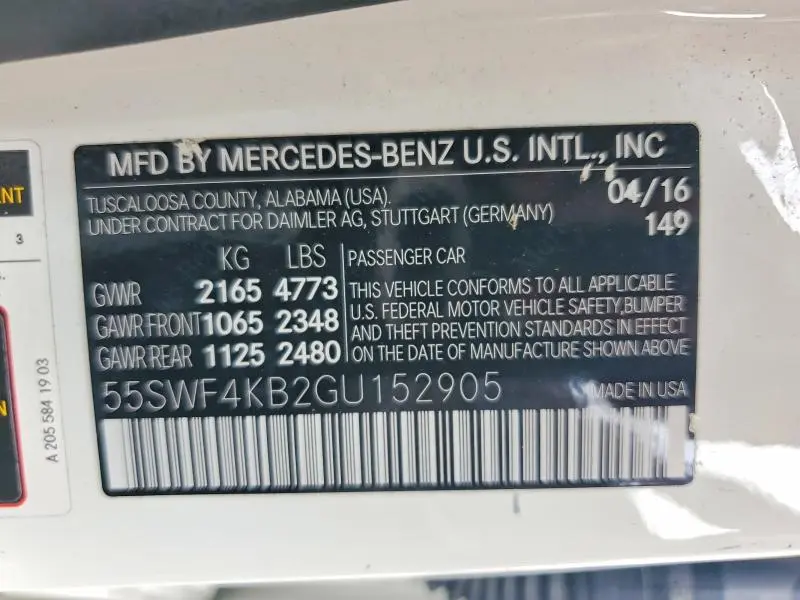 MFD BY MERCEDES-BENZ U.S. INTL., INC
TUSCALOOSA COUNTY, ALABAMA (USA). 04/16
UNDER CONTRACT FOR DAIMLER AG, STUTTGART (GERMANY) 149
KG LBS PASSENGER CAR
GVWR 2165 4773 THIS VEHICLE CONFORMS TO ALL APPLICABLE
U.S. FEDERAL MOTOR VEHICLE SAFETY, BUMPER
GAWR FRONT 1065 2348 AND THEFT PREVENTION STANDARDS IN EFFECT
GAWR REAR 1125 2480 ON THE DATE OF MANUFACTURE SHOWN ABOVE
55SWF4KB2GU152905 MADE IN USA
3
A 205 584 19 03